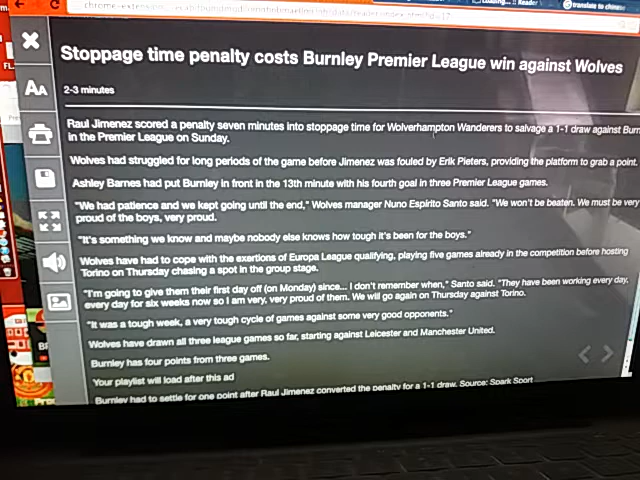 translate to chinese
Stoppage time penalty costs Burnley Premier League win against Wolves
AA
2-3 minutes
Raul Jimenez scored a penalty seven minutes into stoppage time for Wolverhampton Wanderers to salvage a 1-1 draw against Burn
in the Premier League on Sunday.
Wolves had struggled for long periods of the game before Jimenez was fouled by Erik Pieters, providing the platform to grab a point.
Ashley Barnes had put Burnley in front in the 13th minute with his fourth goal in three Premier League games.
"We had patience and we kept going until the end," Wolves manager Nuno Espirito Santo said. "We won't be beaten. We must be very
proud of the boys, very proud.
"It's something we know and maybe nobody else knows how tough it's been for the boys."
Wolves have had to cope with the exertions of Europa League qualifying, playing five games already in the competition before hosting
Torino on Thursday chasing a spot in the group stage.
"I'm going to give them their first day off (on Monday) since... I don't remember when," Santo said. "They have been working every day,
every day for six weeks now so I am very, very proud of them. We will go again on Thursday against Torino.
"It was a tough week, a very tough cycle of games against some very good opponents."
Wolves have drawn all three league games so far, starting against Leicester and Manchester United.
Burnley has four points from three games.
Your playlist will load after this ad
Burnley had to settle for one point after Raul Jimenez converted the penalty for a 1-1 draw. Source: Spark Sport